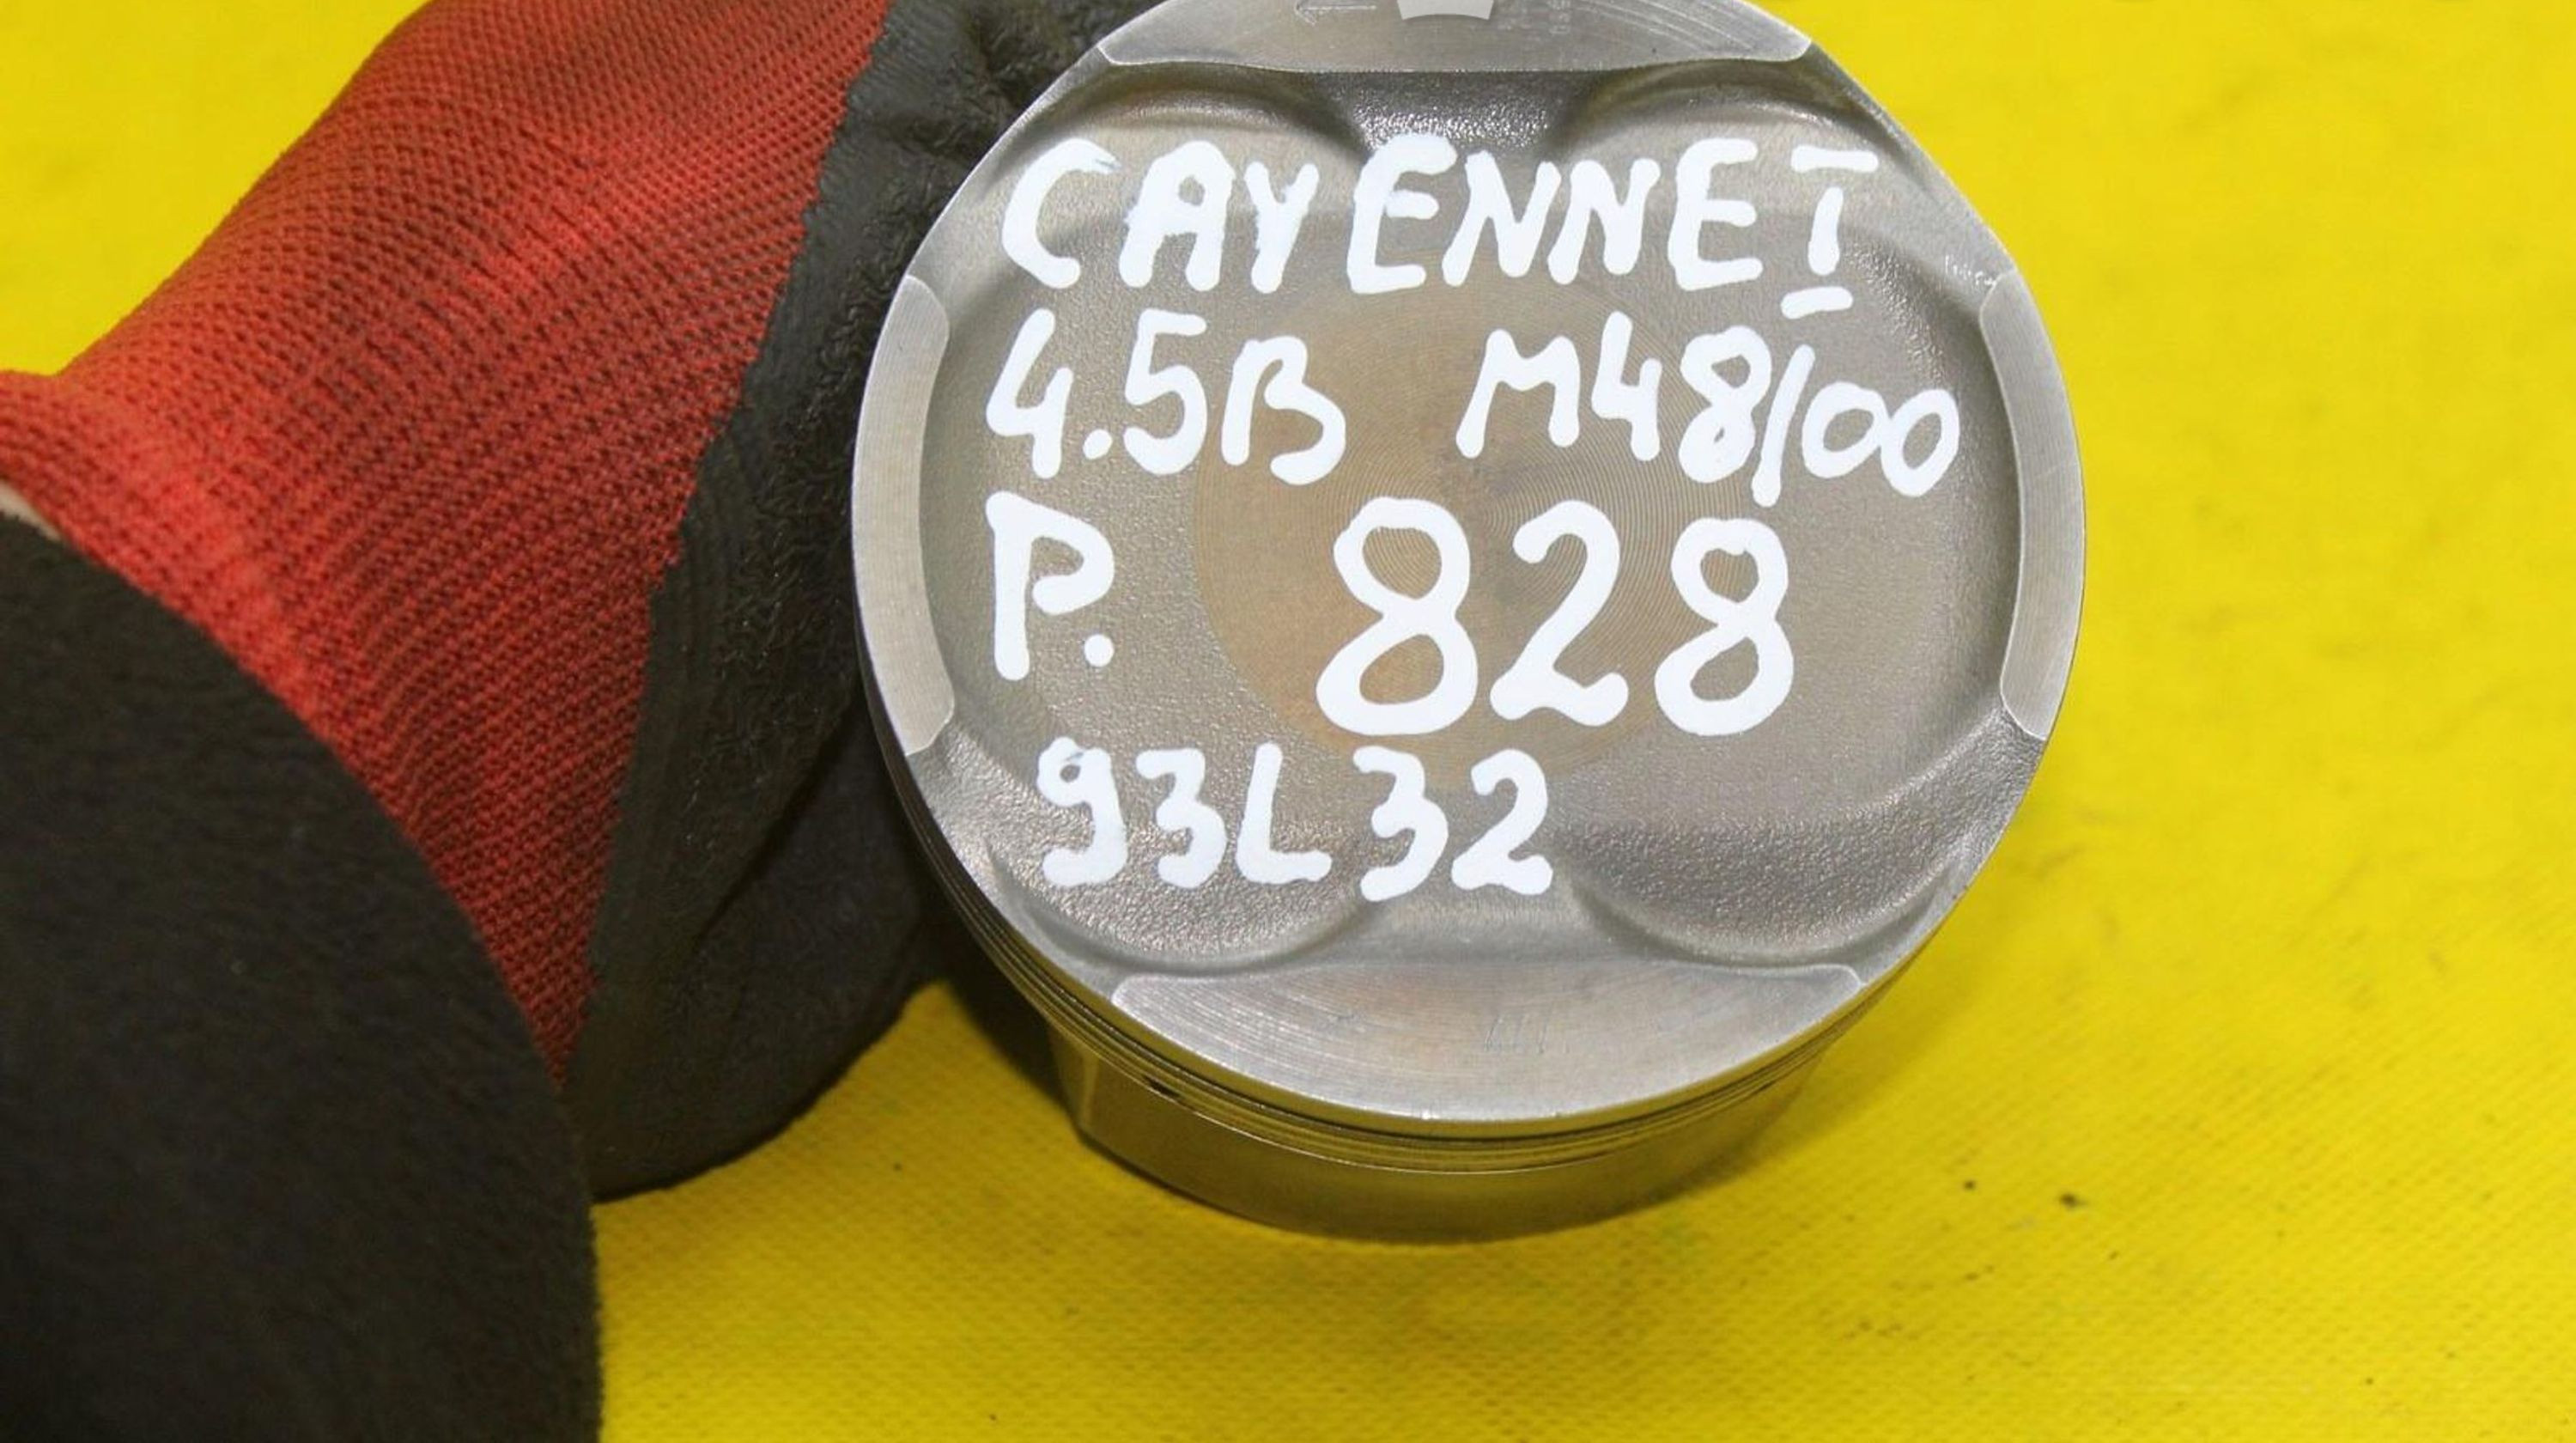 CAYENNE I
4.5B M48/00
P. 828
93L32